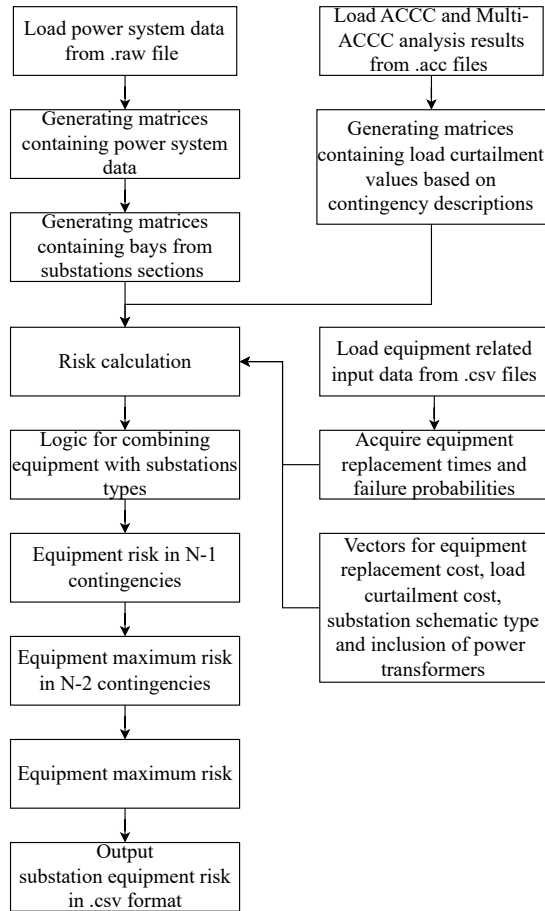 Load power system data
from .raw file
Load ACCC and Multi-
ACCC analysis results
from .acc files
Generating matrices
containing power system
data
Generating matrices
containing load curtailment
values based on
contingency descriptions
Generating matrices
containing bays from
substations sections
Risk calculation
Load equipment related
input data from .csv files
Logic for combining
equipment with substations
types
Acquire equipment
replacement times and
failure probabilities
Equipment risk in N-1
contingencies
Vectors for equipment
replacement cost, load
curtailment cost,
substation schematic type
and inclusion of power
transformers
Equipment maximum risk
in N-2 contingencies
Equipment maximum risk
Output
substation equipment risk
in .csv format